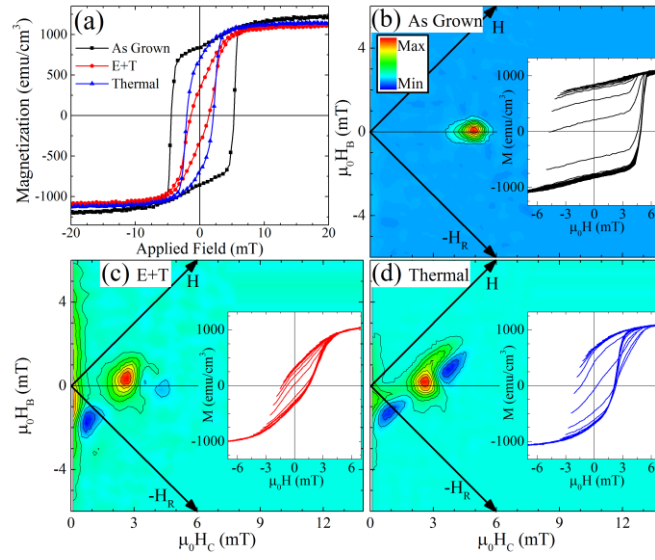 (a)
1000
500
0
-500
-1000
Magnetization (emu/cm³)
As Grown
E+T
Thermal
-20 -10 0 10 20
Applied Field (mT)
(b) As Grown
Max
Min
H
-H_R
4
0
-4
μ₀H_B (mT)
1000
0
-1000
M (emu/cm³)
-6 -3 0 3 6
μ₀H (mT)
(c) E+T
H
-H_R
4
0
-4
μ₀H_B (mT)
0 3 6 9 12
μ₀H_C (mT)
1000
0
-1000
M (emu/cm³)
-6 -3 0 3 6
μ₀H (mT)
(d) Thermal
H
-H_R
0 3 6 9 12
μ₀H_C (mT)
1000
0
-1000
M (emu/cm³)
-6 -3 0 3 6
μ₀H (mT)